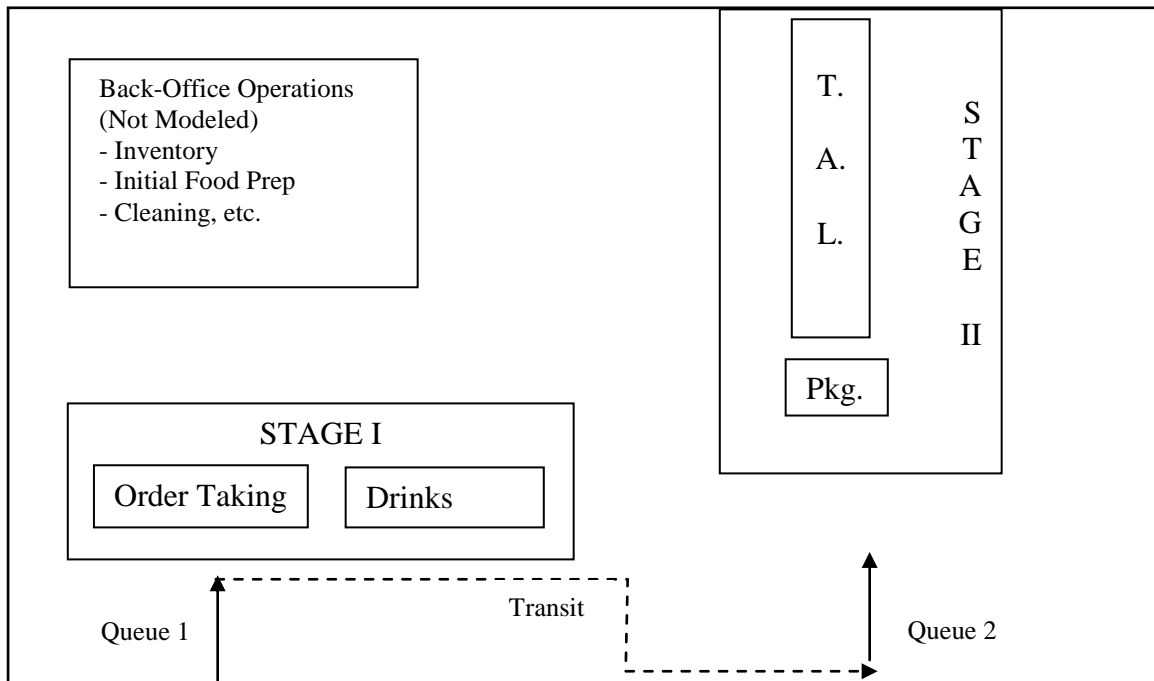 Back-Office Operations
(Not Modeled)
- Inventory
- Initial Food Prep
- Cleaning, etc.
T.
A.
L.
S
T
A
G
E
II
Pkg.
STAGE I
Order Taking
Drinks
Transit
Queue 1
Queue 2